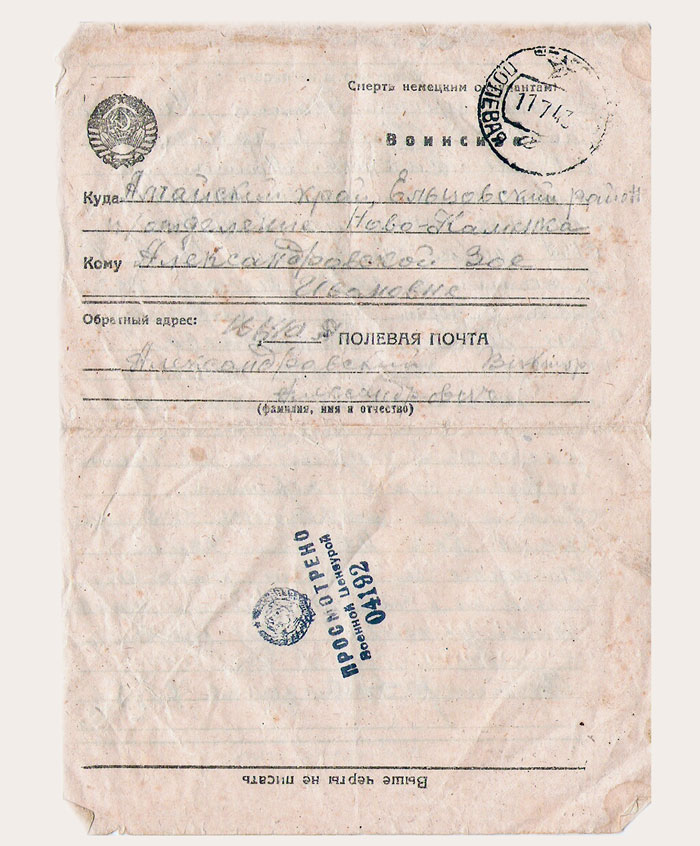 Смерть немецким оккупантам!
ПОЛЕВАЯ
17 7 43
Воинское
Куда Алтайский край, Ельцовский район
отделение Ново-Каменка
Кому Александровской Зое
Ивановне
Обратный адрес:
ПОЛЕВАЯ ПОЧТА
Александровский Виктор
(фамилия, имя и отчество)
ПРОСМОТРЕНО
Военной Цензурой
04192
Выше черты не писать